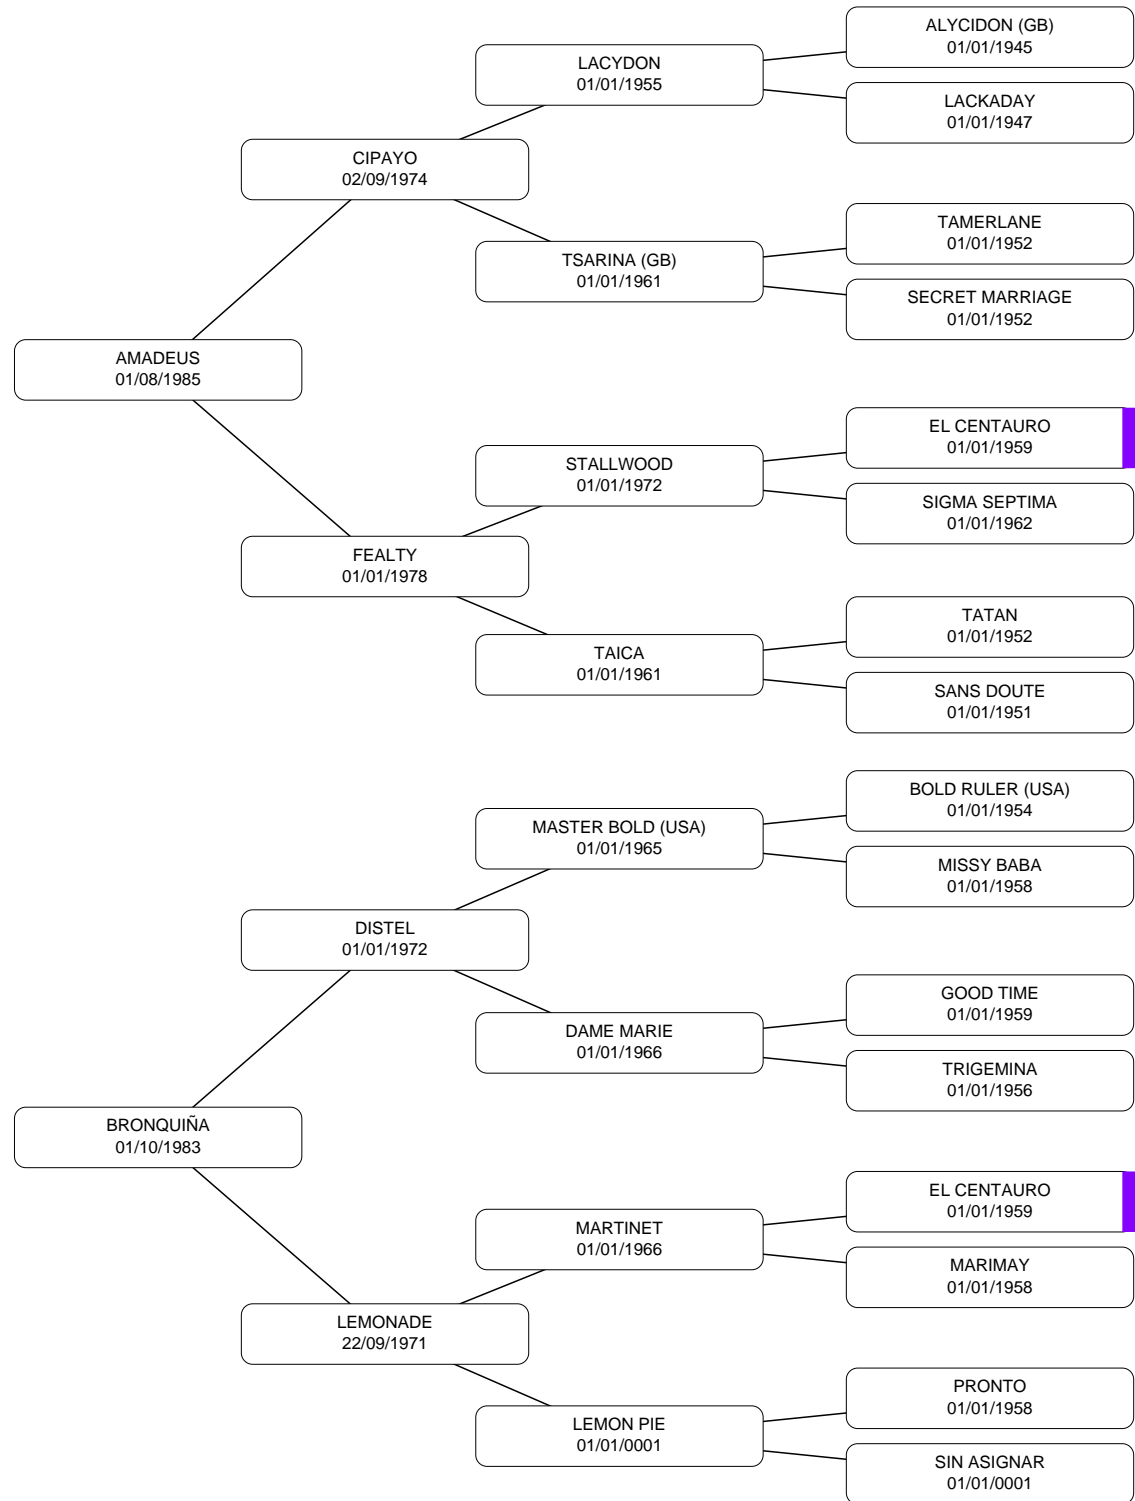 ALYCIDON (GB)
01/01/1945
LACYDON
01/01/1955
LACKADAY
01/01/1947
CIPAYO
02/09/1974
TAMERLANE
01/01/1952
TSARINA (GB)
01/01/1961
SECRET MARRIAGE
01/01/1952
AMADEUS
01/08/1985
EL CENTAURO
01/01/1959
STALLWOOD
01/01/1972
SIGMA SEPTIMA
01/01/1962
FEALTY
01/01/1978
TATAN
01/01/1952
TAICA
01/01/1961
SANS DOUTE
01/01/1951
BOLD RULER (USA)
01/01/1954
MASTER BOLD (USA)
01/01/1965
MISSY BABA
01/01/1958
DISTEL
01/01/1972
GOOD TIME
01/01/1959
DAME MARIE
01/01/1966
TRIGEMINA
01/01/1956
BRONQUIÑA
01/10/1983
EL CENTAURO
01/01/1959
MARTINET
01/01/1966
MARIMAY
01/01/1958
LEMONADE
22/09/1971
PRONTO
01/01/1958
LEMON PIE
01/01/0001
SIN ASIGNAR
01/01/0001